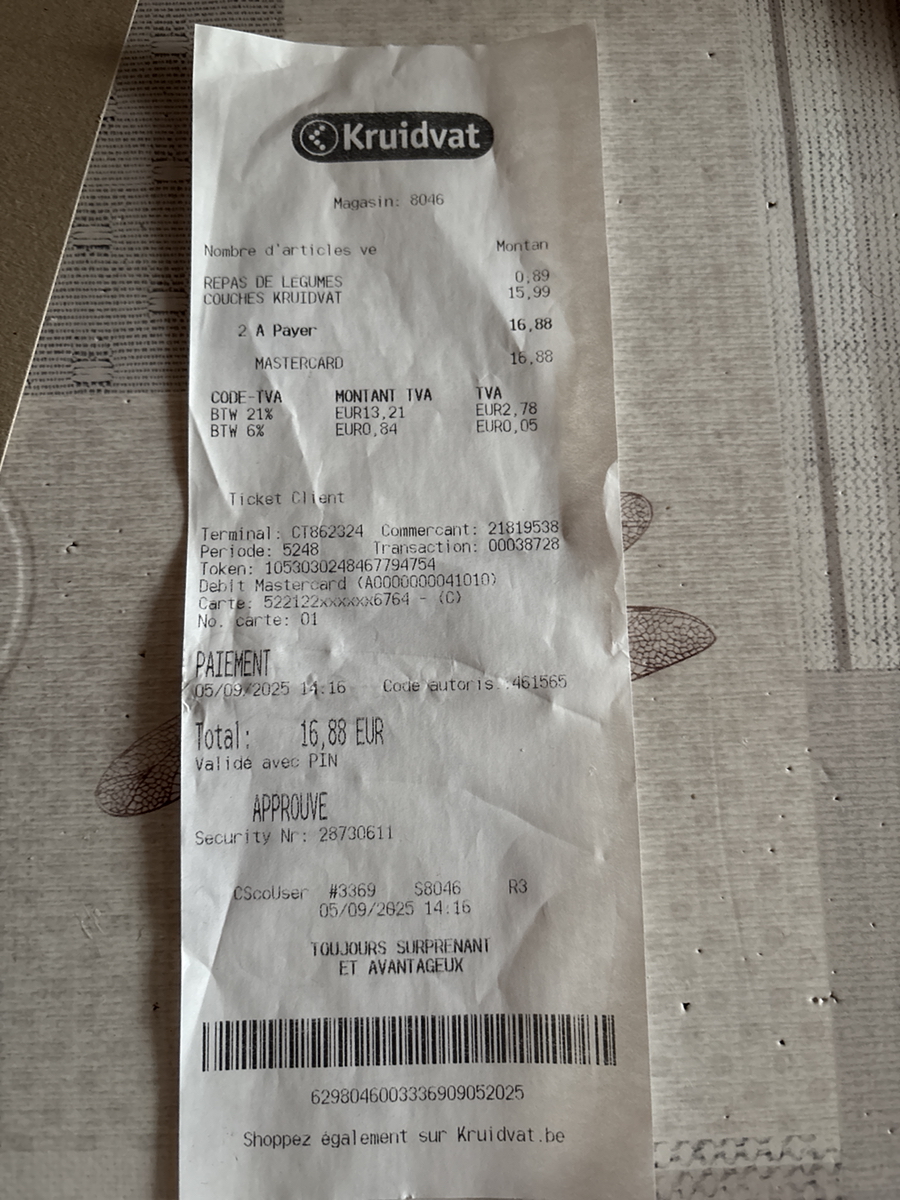 Kruidvat
Magasin: 8046
Nombre d'articles ve Montan
REPAS DE LEGUMES 0,89
COUCHES KRUIDVAT 15,99
2 A Payer 16,88
MASTERCARD 16,88
CODE-TVA MONTANT TVA TVA
BTW 21% EUR13,21 EUR2,78
BTW 6% EUR0,84 EUR0,05
Ticket Client
Terminal: CT862324 Commercant: 21819538
Periode: 5248 Transaction: 00038728
Token: 1053030248467794754
Debit Mastercard (A0000000041010)
Carte: 522122xxxxxx6764 - (C)
No. carte: 01
PAIEMENT
05/09/2025 14:16 Code autoris.:461565
Total: 16,88 EUR
Validé avec PIN
APPROUVE
Security Nr: 28730611
CScoUser #3369 S8046 R3
05/09/2025 14:16
TOUJOURS SURPRENANT
ET AVANTAGEUX
6298046003336909052025
Shoppez également sur Kruidvat.be